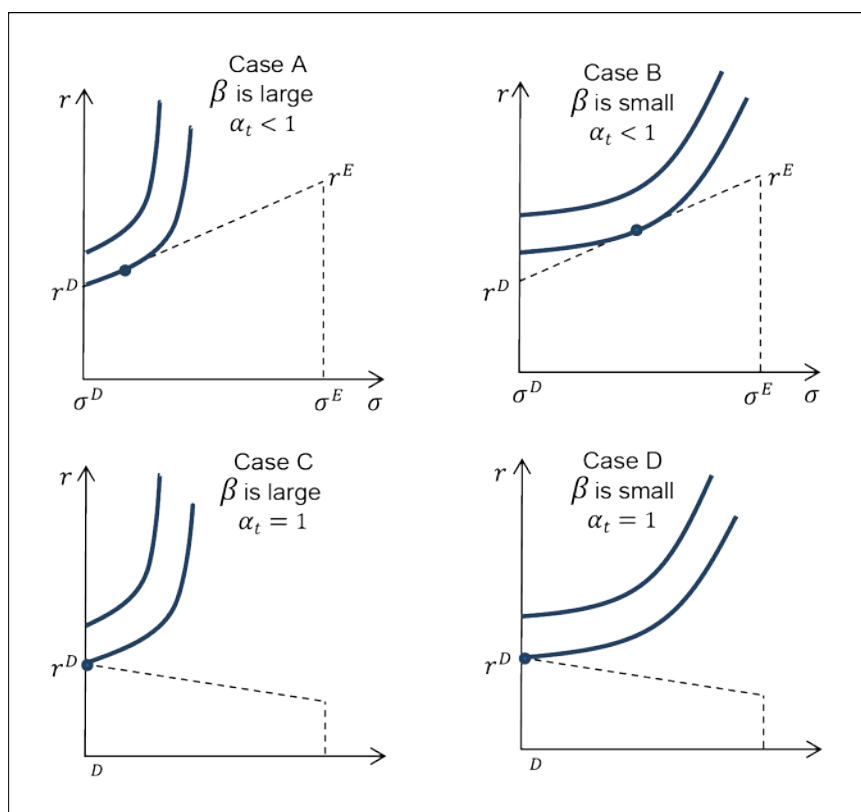 Case A
β is large
α_t < 1
r
r^E
r^D
σ^D
σ^E
σ
Case B
β is small
α_t < 1
r
r^E
r^D
σ^D
σ^E
σ
Case C
β is large
α_t = 1
r
r^D
D
Case D
β is small
α_t = 1
r
r^D
D